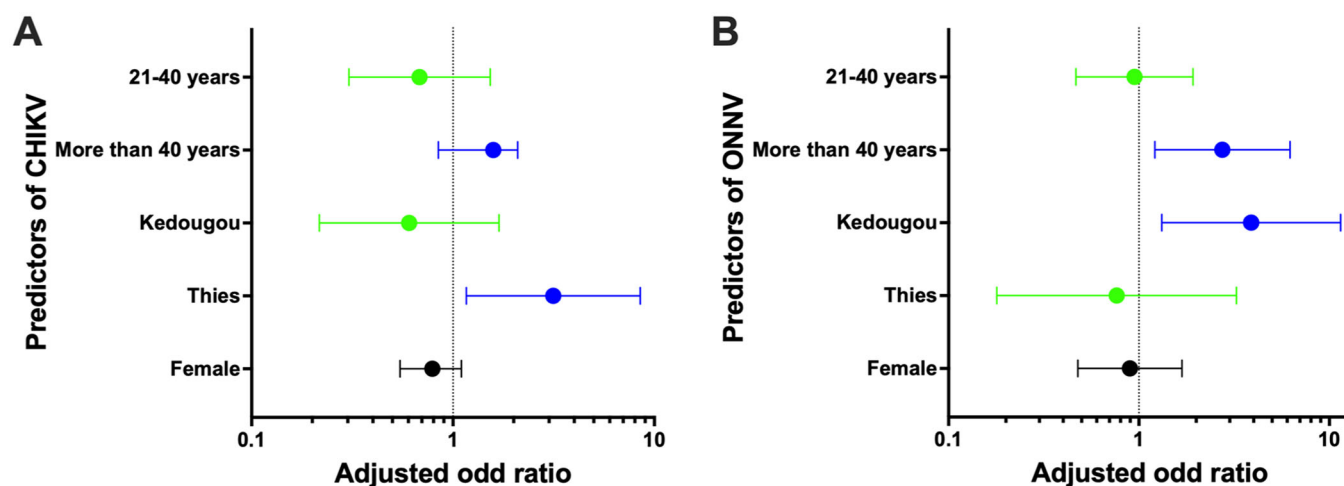 A
Predictors of CHIKV
21-40 years
More than 40 years
Kedougou
Thies
Female
0.1
1
10
Adjusted odd ratio
B
Predictors of ONNV
21-40 years
More than 40 years
Kedougou
Thies
Female
0.1
1
10
Adjusted odd ratio